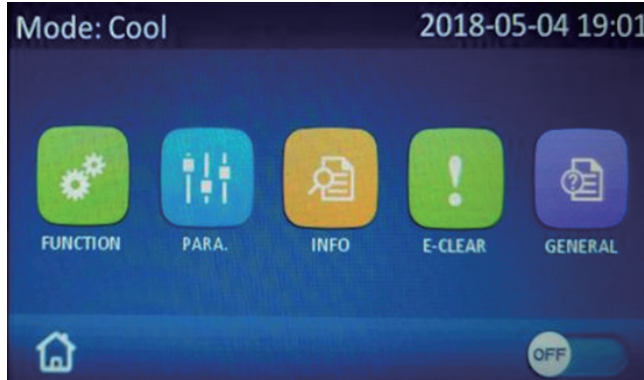 Mode: Cool
2018-05-04 19:01
FUNCTION
PARA.
INFO
E-CLEAR
GENERAL
OFF